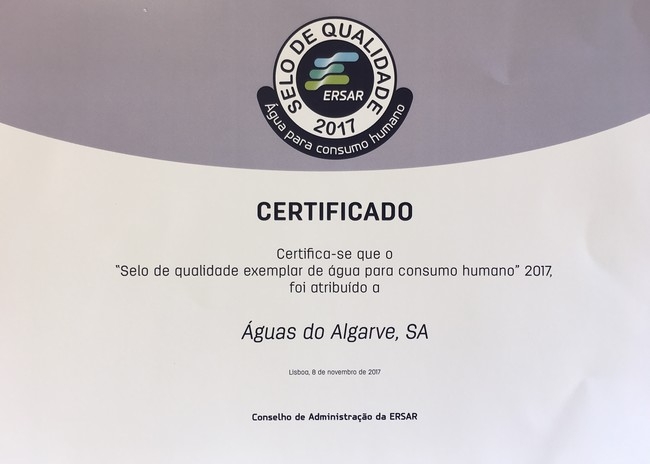 SELO DE QUALIDADE
ERSAR
2017
Água para consumo humano
CERTIFICADO
Certifica-se que o
“Selo de qualidade exemplar de água para consumo humano” 2017,
foi atribuído a
Águas do Algarve, SA
Lisboa, 8 de novembro de 2017
Conselho de Administração da ERSAR